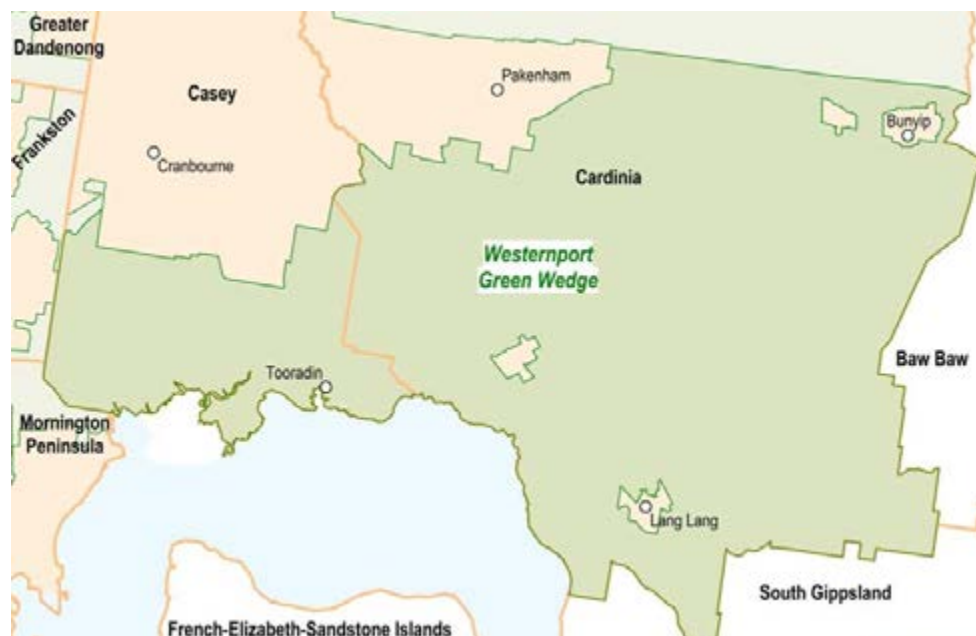 Greater
Dandenong
Casey
Pakenham
Frankston
Cranbourne
Bunyip
Cardinia
Westernport
Green Wedge
Tooradin
Baw Baw
Mornington
Peninsula
Lang Lang
South Gippsland
French-Elizabeth-Sandstone Islands